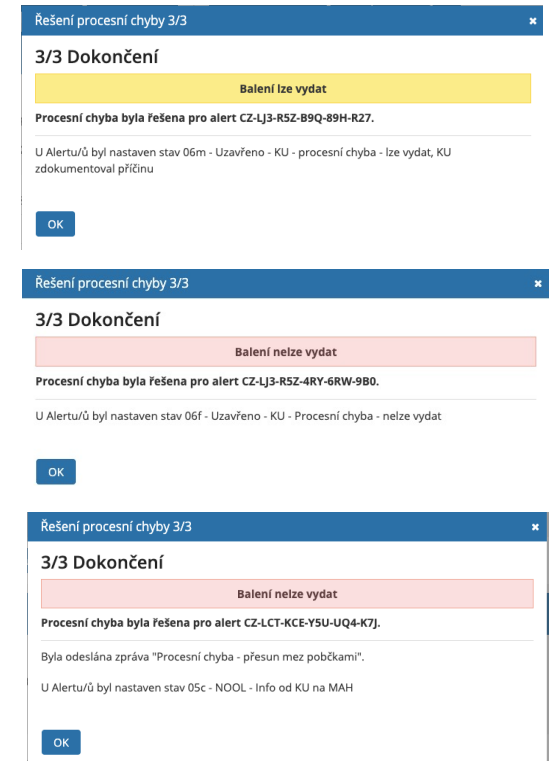 Řešení procesní chyby 3/3
×
3/3 Dokončení
Balení lze vydat
Procesní chyba byla řešena pro alert CZ-LJ3-R5Z-B9Q-89H-R27.
U Alertu/ů byl nastaven stav 06m - Uzavřeno - KU - procesní chyba - lze vydat, KU
zdokumentoval příčinu
OK
Řešení procesní chyby 3/3
×
3/3 Dokončení
Balení nelze vydat
Procesní chyba byla řešena pro alert CZ-LJ3-R5Z-4RY-6RW-9B0.
U Alertu/ů byl nastaven stav 06f - Uzavřeno - KU - Procesní chyba - nelze vydat
OK
Řešení procesní chyby 3/3
×
3/3 Dokončení
Balení nelze vydat
Procesní chyba byla řešena pro alert CZ-LCT-KCE-Y5U-UQ4-K7J.
Byla odeslána zpráva "Procesní chyba - přesun mez pobčkami".
U Alertu/ů byl nastaven stav 05c - NOOL - Info od KU na MAH
OK